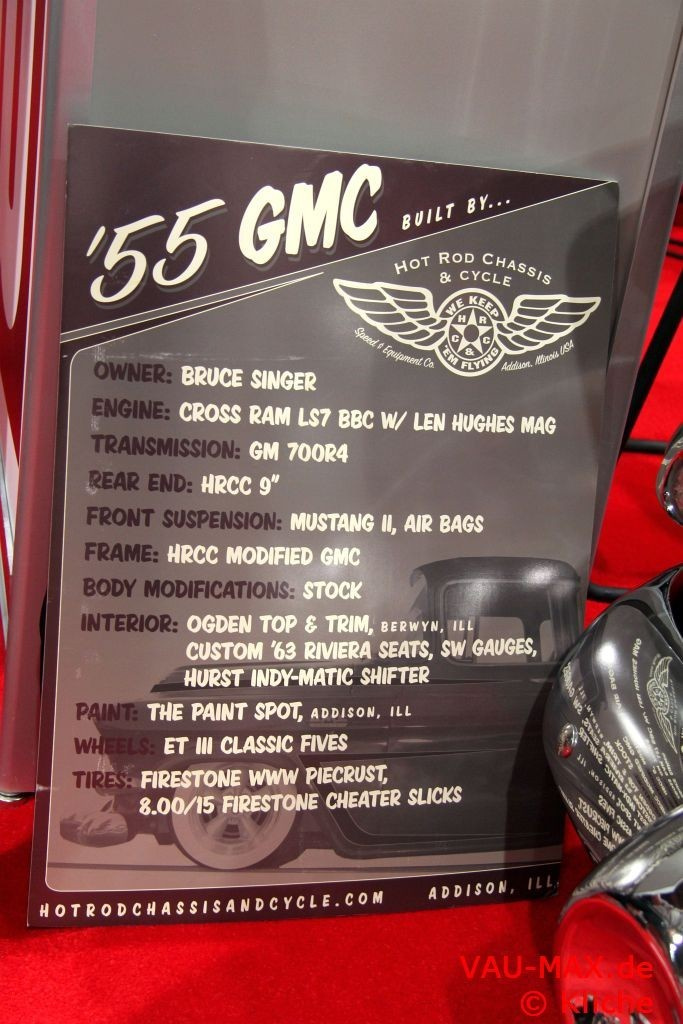 '55 GMC BUILT BY...
HOT ROD CHASSIS
& CYCLE
WE KEEP
H R
C C
&
'EM FLYING
Speed & Equipment Co. Addison, Illinois USA
OWNER: BRUCE SINGER
ENGINE: CROSS RAM LS7 BBC W/ LEN HUGHES MAG
TRANSMISSION: GM 700R4
REAR END: HRCC 9"
FRONT SUSPENSION: MUSTANG II, AIR BAGS
FRAME: HRCC MODIFIED GMC
BODY MODIFICATIONS: STOCK
INTERIOR: OGDEN TOP & TRIM, BERWYN, ILL
CUSTOM '63 RIVIERA SEATS, SW GAUGES,
HURST INDY-MATIC SHIFTER
PAINT: THE PAINT SPOT, ADDISON, ILL
WHEELS: ET III CLASSIC FIVES
TIRES: FIRESTONE WWW PIECRUST,
8.00/15 FIRESTONE CHEATER SLICKS
HOTRODCHASSISANDCYCLE.COM ADDISON, ILL
VAU-MAX.de
© Kliche